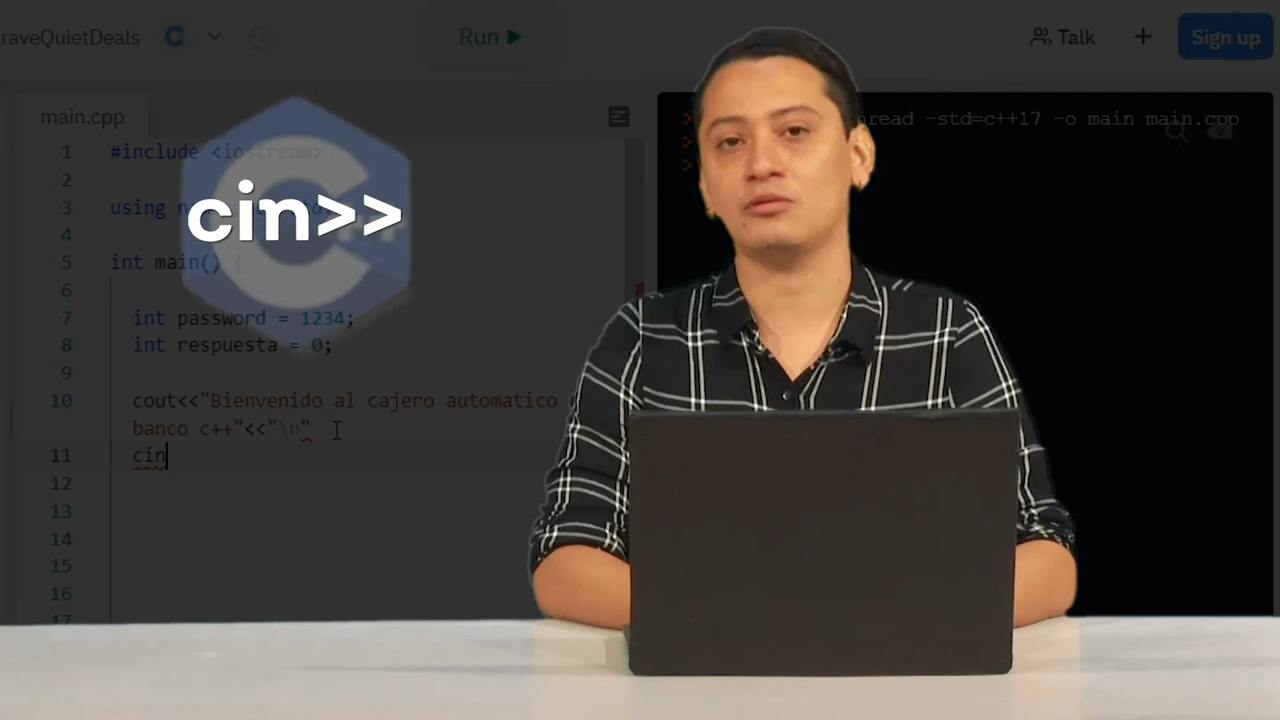 raveQuietDeals
Run
Talk
Sign up
main.cpp
1 #include <iostream>
2
3 using
4
5 int main() {
6
7 int password = 1234;
8 int respuesta = 0;
9
10 cout<<"Bienvenido al cajero automatico
banco c++"<<"\n"
11 cin
12
13
14
15
16
17
cin>>
-std=c++17 -o main main.cpp